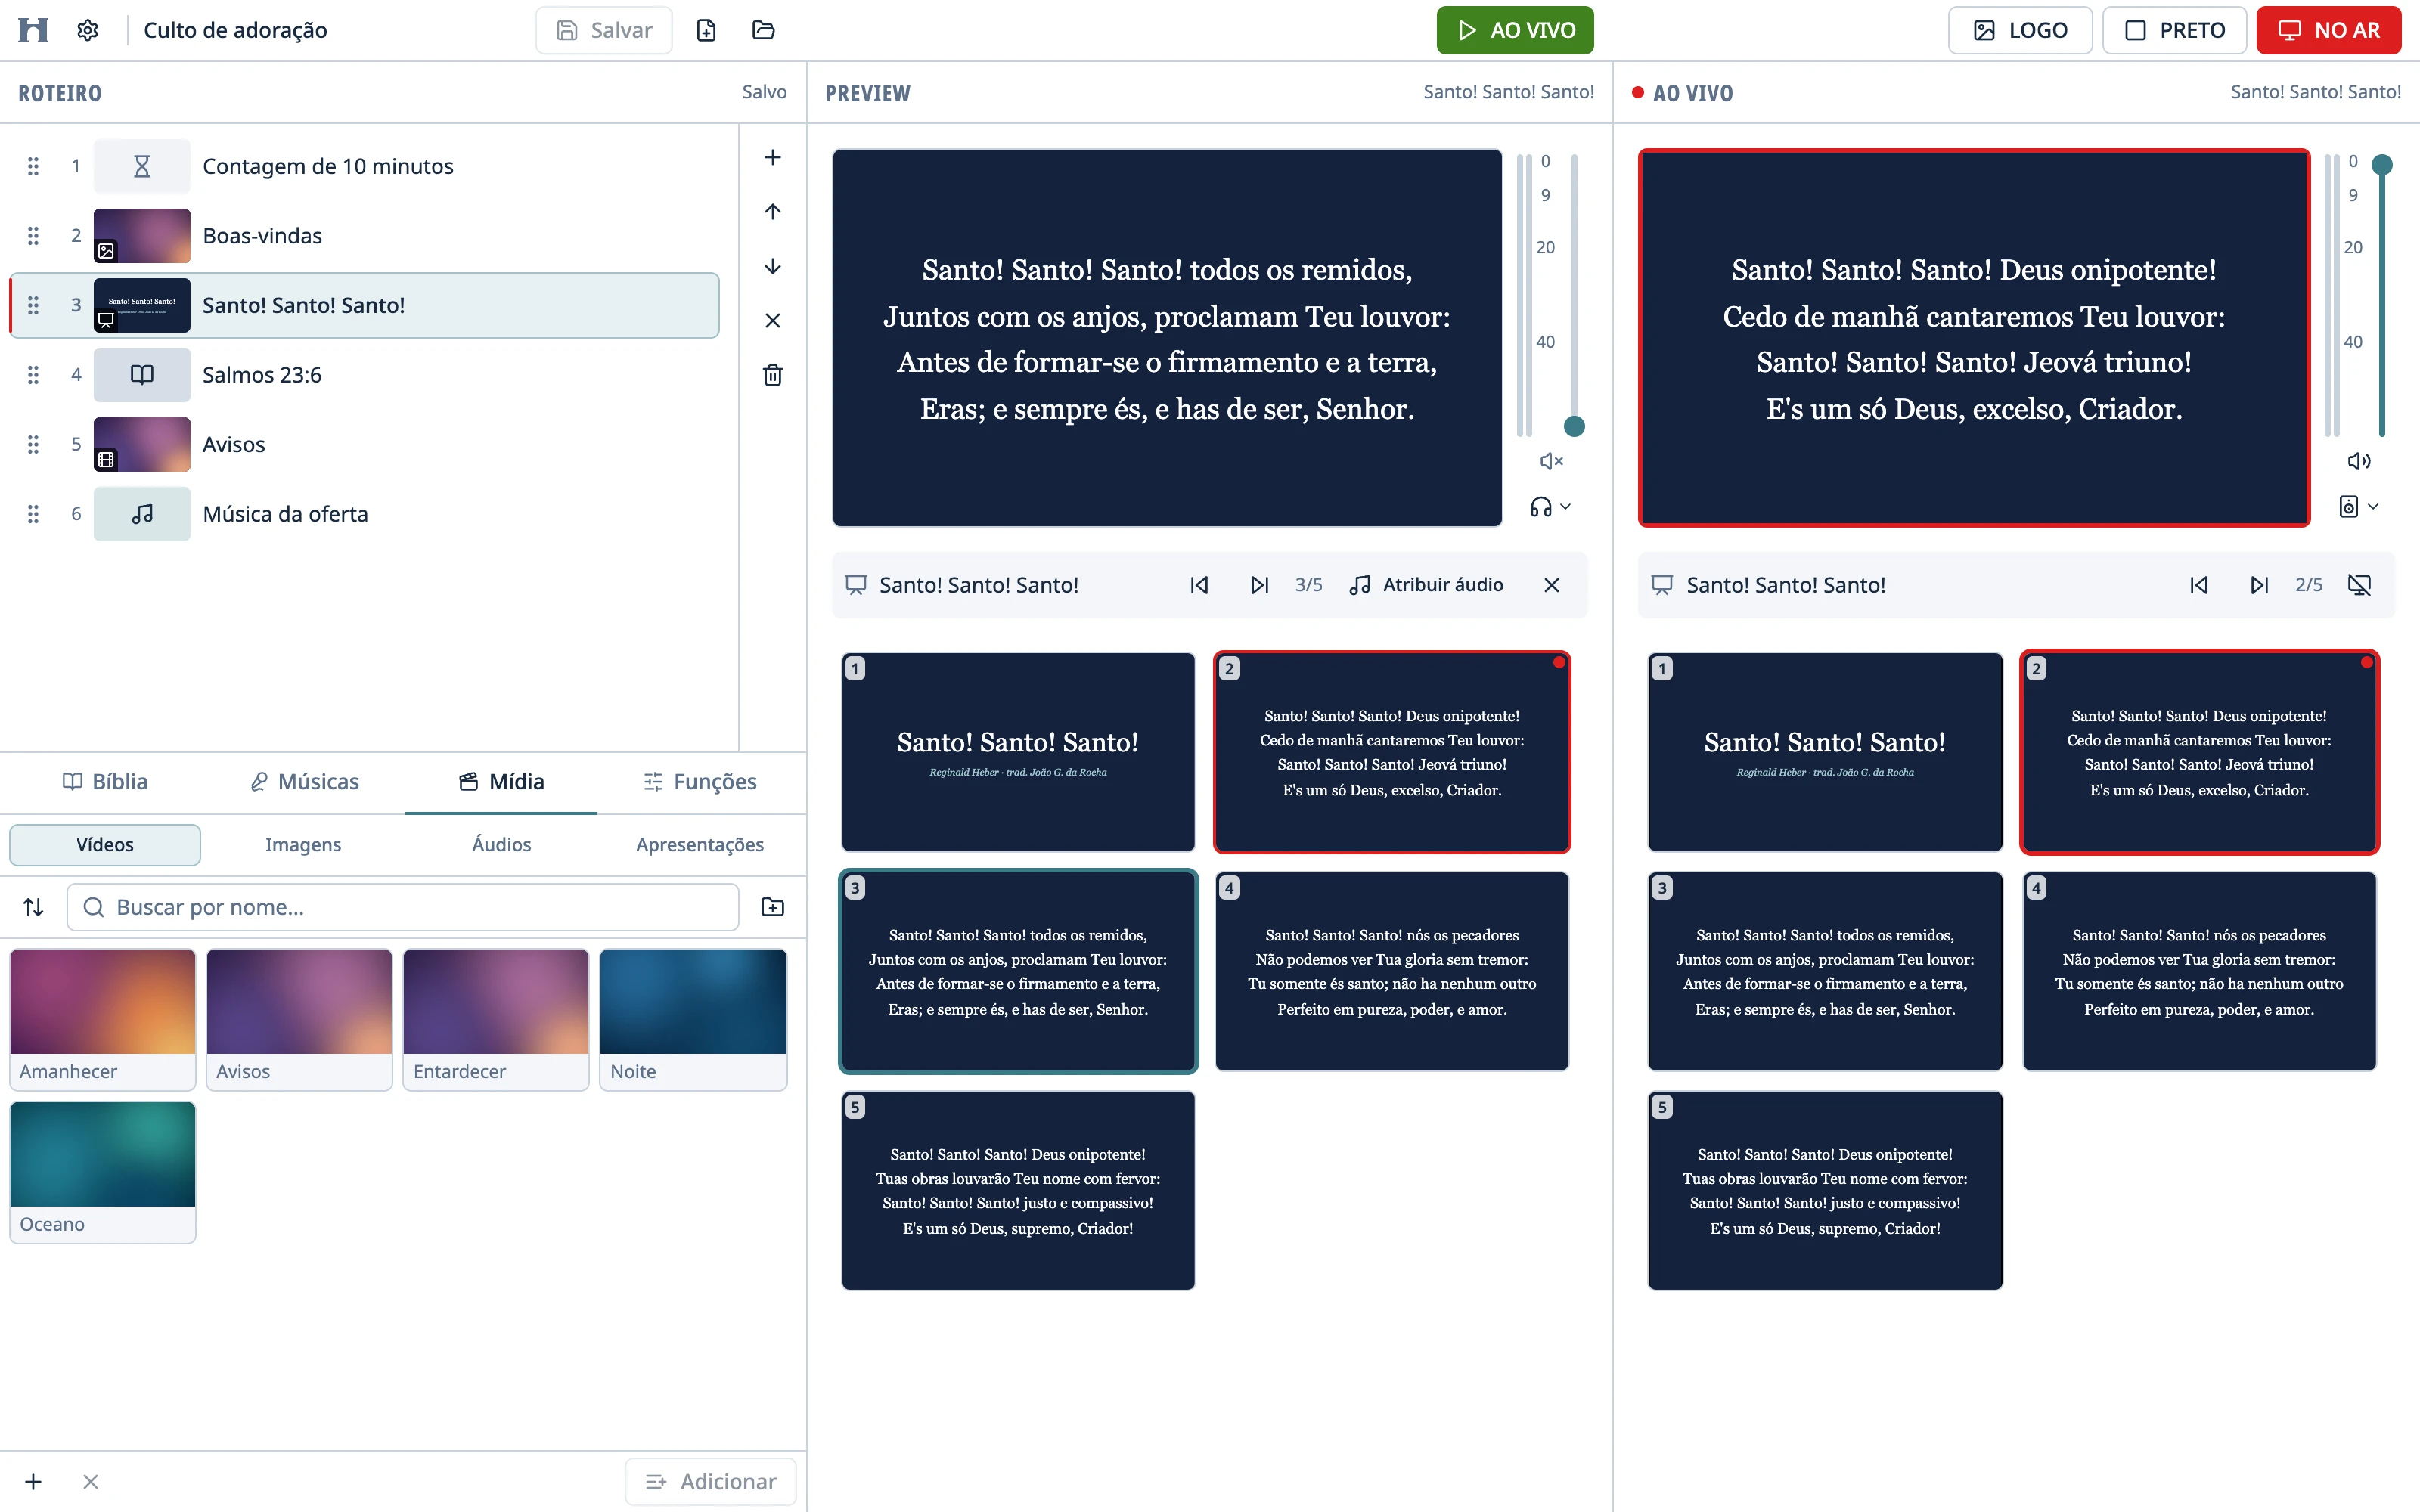 Culto de adoração
Salvar
AO VIVO
LOGO
PRETO
NO AR
ROTEIRO
Salvo
1
Contagem de 10 minutos
2
Boas-vindas
3
Santo! Santo! Santo!
Santo! Santo! Santo!
4
Salmos 23:6
5
Avisos
6
Música da oferta
Bíblia
Músicas
Mídia
Funções
Vídeos
Imagens
Áudios
Apresentações
Buscar por nome...
Amanhecer
Avisos
Entardecer
Noite
Oceano
Adicionar
PREVIEW
Santo! Santo! Santo!
Santo! Santo! Santo! todos os remidos,
Juntos com os anjos, proclamam Teu louvor:
Antes de formar-se o firmamento e a terra,
Eras; e sempre és, e has de ser, Senhor.
0
9
20
40
Santo! Santo! Santo!
3/5
Atribuir áudio
1
Santo! Santo! Santo!
Reginald Heber · trad. João G. da Rocha
2
Santo! Santo! Santo! Deus onipotente!
Cedo de manhã cantaremos Teu louvor:
Santo! Santo! Santo! Jeová triuno!
E's um só Deus, excelso, Criador.
3
Santo! Santo! Santo! todos os remidos,
Juntos com os anjos, proclamam Teu louvor:
Antes de formar-se o firmamento e a terra,
Eras; e sempre és, e has de ser, Senhor.
4
Santo! Santo! Santo! nós os pecadores
Não podemos ver Tua gloria sem tremor:
Tu somente és santo; não ha nenhum outro
Perfeito em pureza, poder, e amor.
5
Santo! Santo! Santo! Deus onipotente!
Tuas obras louvarão Teu nome com fervor:
Santo! Santo! Santo! justo e compassivo!
E's um só Deus, supremo, Criador!
AO VIVO
Santo! Santo! Santo!
Santo! Santo! Santo! Deus onipotente!
Cedo de manhã cantaremos Teu louvor:
Santo! Santo! Santo! Jeová triuno!
E's um só Deus, excelso, Criador.
0
9
20
40
Santo! Santo! Santo!
2/5
1
Santo! Santo! Santo!
Reginald Heber · trad. João G. da Rocha
2
Santo! Santo! Santo! Deus onipotente!
Cedo de manhã cantaremos Teu louvor:
Santo! Santo! Santo! Jeová triuno!
E's um só Deus, excelso, Criador.
3
Santo! Santo! Santo! todos os remidos,
Juntos com os anjos, proclamam Teu louvor:
Antes de formar-se o firmamento e a terra,
Eras; e sempre és, e has de ser, Senhor.
4
Santo! Santo! Santo! nós os pecadores
Não podemos ver Tua gloria sem tremor:
Tu somente és santo; não ha nenhum outro
Perfeito em pureza, poder, e amor.
5
Santo! Santo! Santo! Deus onipotente!
Tuas obras louvarão Teu nome com fervor:
Santo! Santo! Santo! justo e compassivo!
E's um só Deus, supremo, Criador!